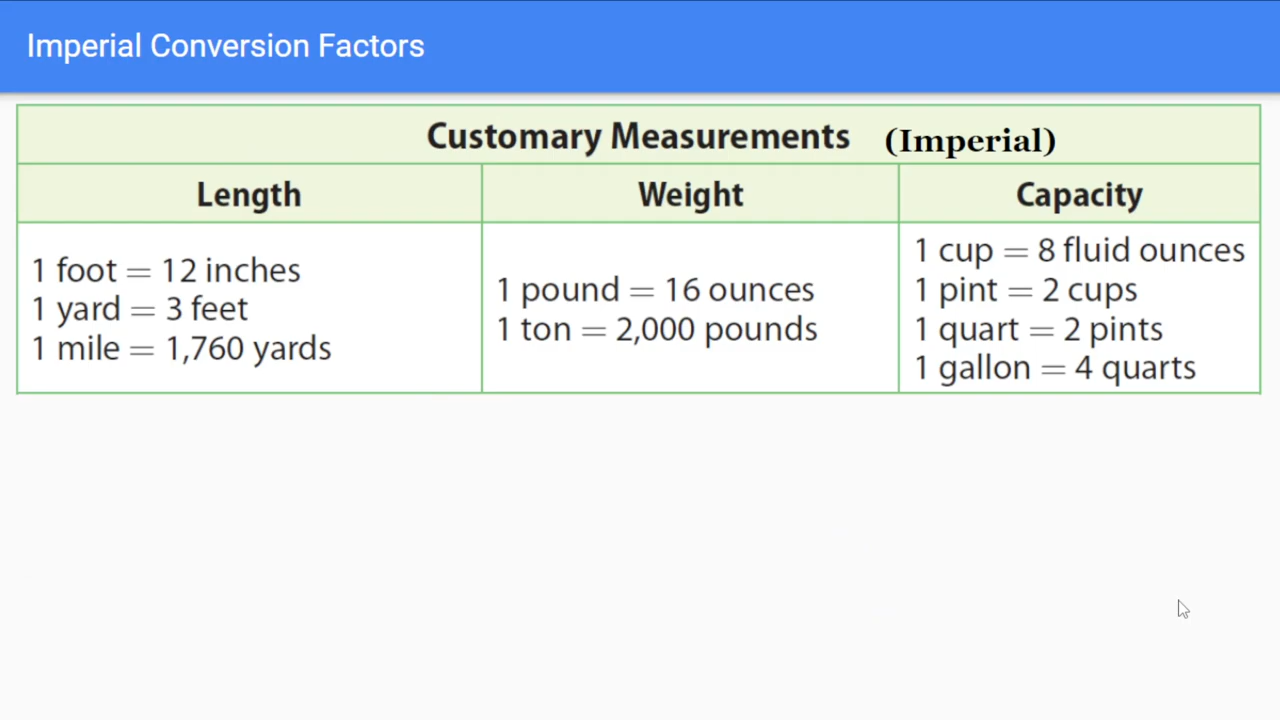 Imperial Conversion Factors
Customary Measurements (Imperial)
Length Weight Capacity
1 foot = 12 inches
1 yard = 3 feet
1 mile = 1,760 yards
1 pound = 16 ounces
1 ton = 2,000 pounds
1 cup = 8 fluid ounces
1 pint = 2 cups
1 quart = 2 pints
1 gallon = 4 quarts